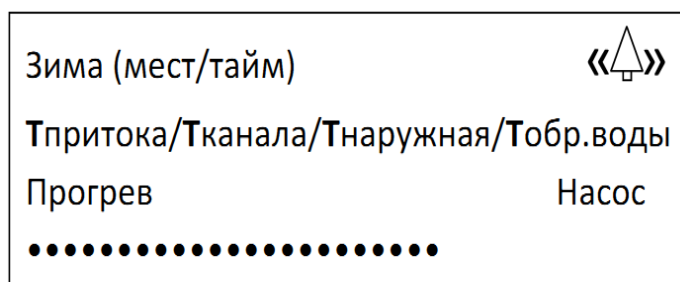 Зима (мест/тайм) «»
Тпритока/Тканала/Тнаружная/Тобр.воды
Прогрев Насос
••••••••••••••••••••••••